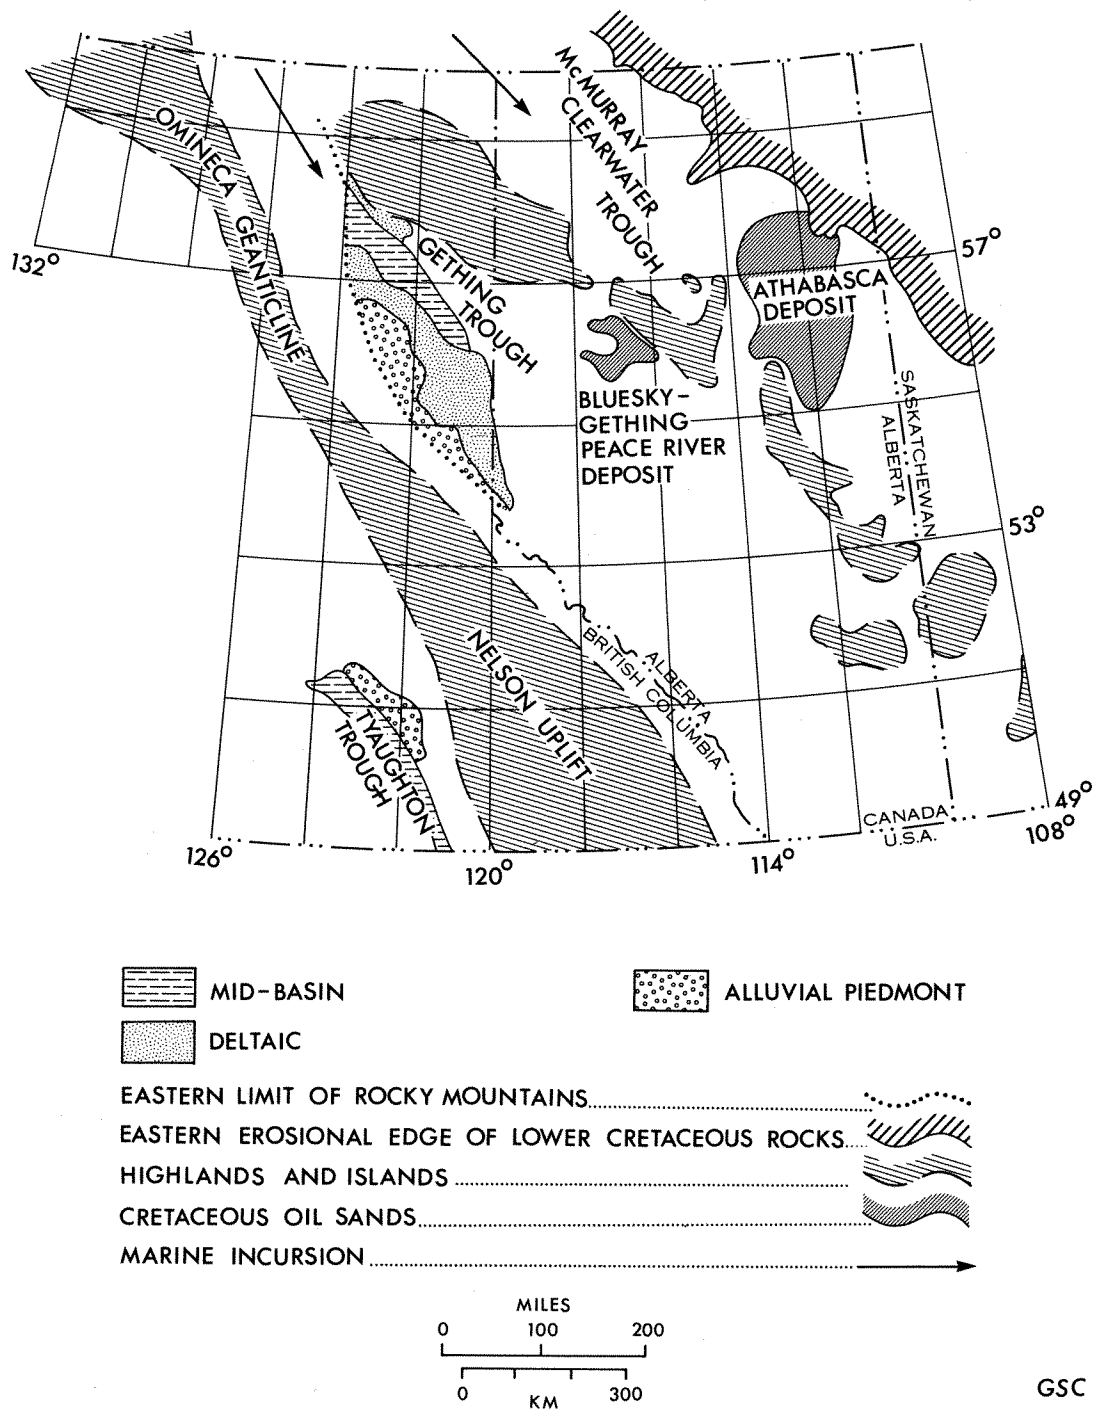 McMURRAY
CLEARWATER
TROUGH
OMINECA GEANTICLINE
132°
GETHING
TROUGH
57°
ATHABASCA
DEPOSIT
BLUESKY-
GETHING
PEACE RIVER
DEPOSIT
SASKATCHEWAN
ALBERTA
53°
NELSON UPLIFT
ALBERTA
BRITISH COLUMBIA
TYAUGHTON
TROUGH
CANADA
U.S.A.
49°
108°
126°
120°
114°
MID-BASIN
ALLUVIAL PIEDMONT
DELTAIC
EASTERN LIMIT OF ROCKY MOUNTAINS
EASTERN EROSIONAL EDGE OF LOWER CRETACEOUS ROCKS
HIGHLANDS AND ISLANDS
CRETACEOUS OIL SANDS
MARINE INCURSION
MILES
0 100 200
0 300
KM
GSC